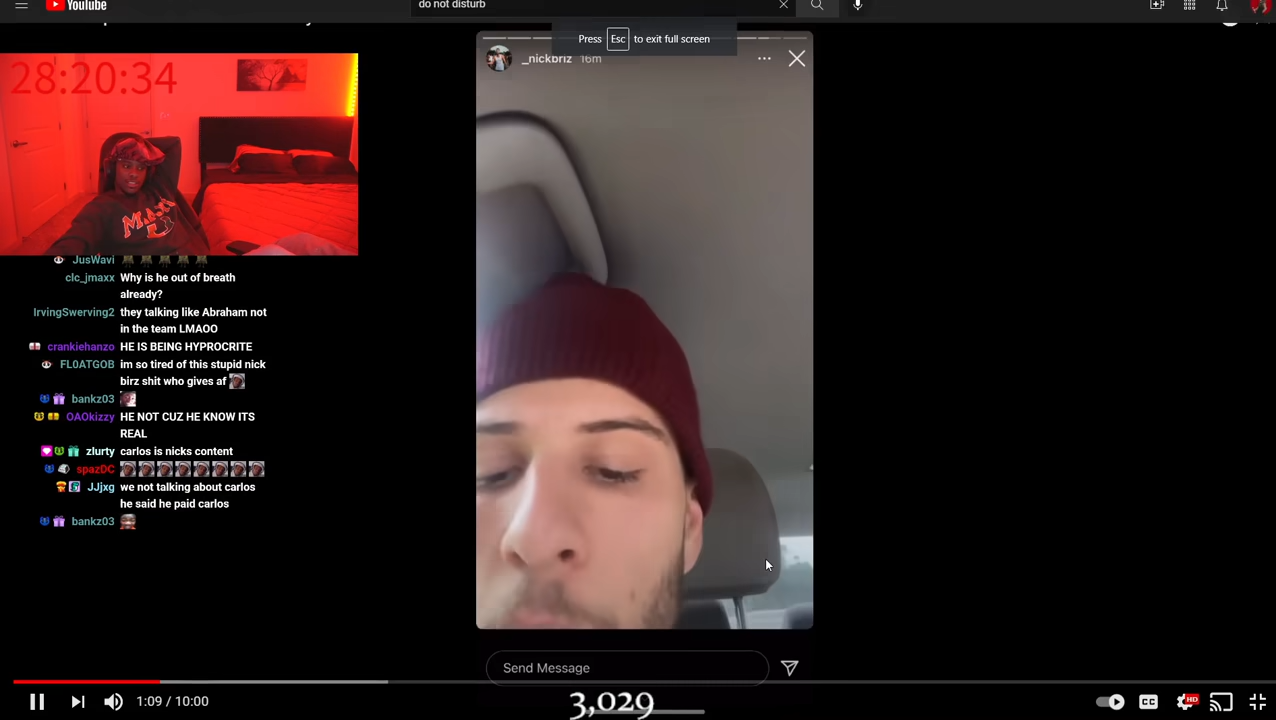 YouTube
do not disturb
Press Esc to exit full screen
28:20:34
_nickbriz 16m
MAXX
JusWavi
clc_jmaxx Why is he out of breath
already?
IrvingSwerving2 they talking like Abraham not
in the team LMAOO
crankiehanzo HE IS BEING HYPROCRITE
FL0ATGOB im so tired of this stupid nick
birz shit who gives af
bankz03
OAOkizzy HE NOT CUZ HE KNOW ITS
REAL
zlurty carlos is nicks content
spazDC
JJjxg we not talking about carlos
he said he paid carlos
bankz03
Send Message
1:09 / 10:00
3,029
CC
HD